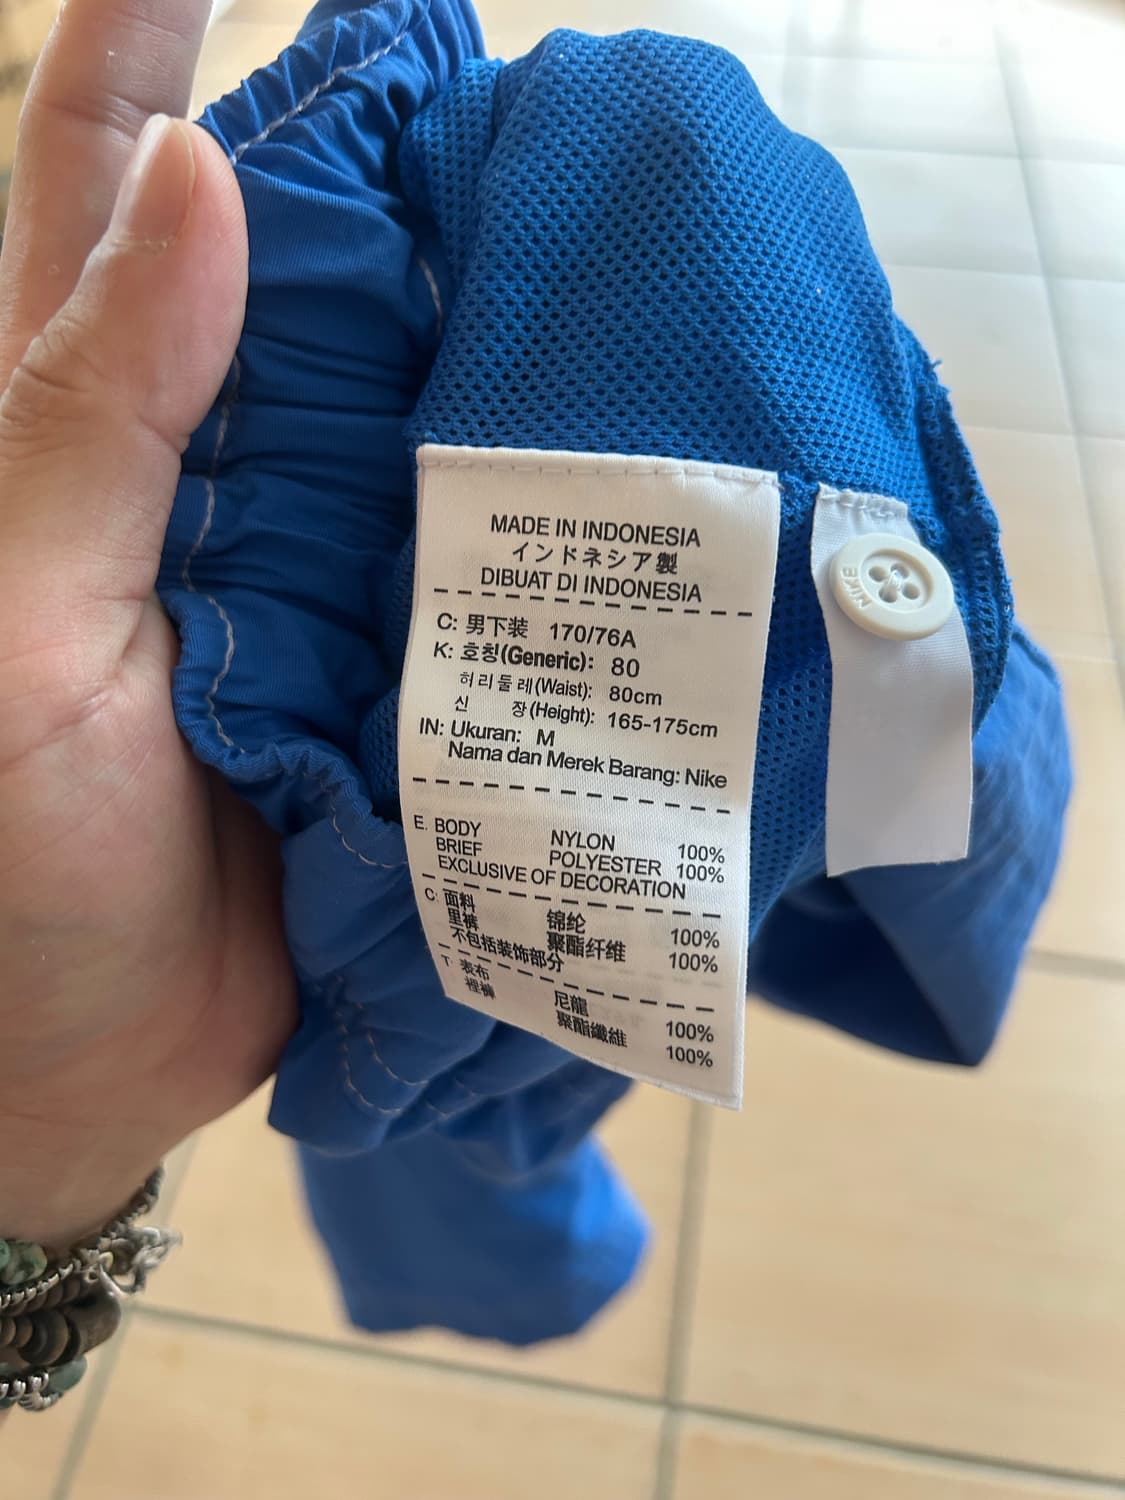 MADE IN INDONESIA
インドネシア製
DIBUAT DI INDONESIA
C: 男下装 170/76A
K: 호칭(Generic): 80
허리둘레(Waist): 80cm
신 장(Height): 165-175cm
IN: Ukuran: M
Nama dan Merek Barang: Nike
E. BODY NYLON 100%
BRIEF POLYESTER 100%
EXCLUSIVE OF DECORATION
C: 面料 锦纶 100%
里裤 聚酯纤维 100%
不包括装饰部分
T: 表布 尼龍 100%
裡褲 聚酯纖維 100%
NIKE